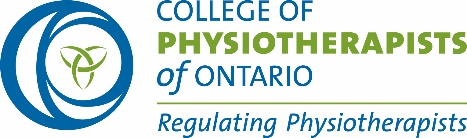 COLLEGE OF
PHYSIOTHERAPISTS
of ONTARIO
Regulating Physiotherapists